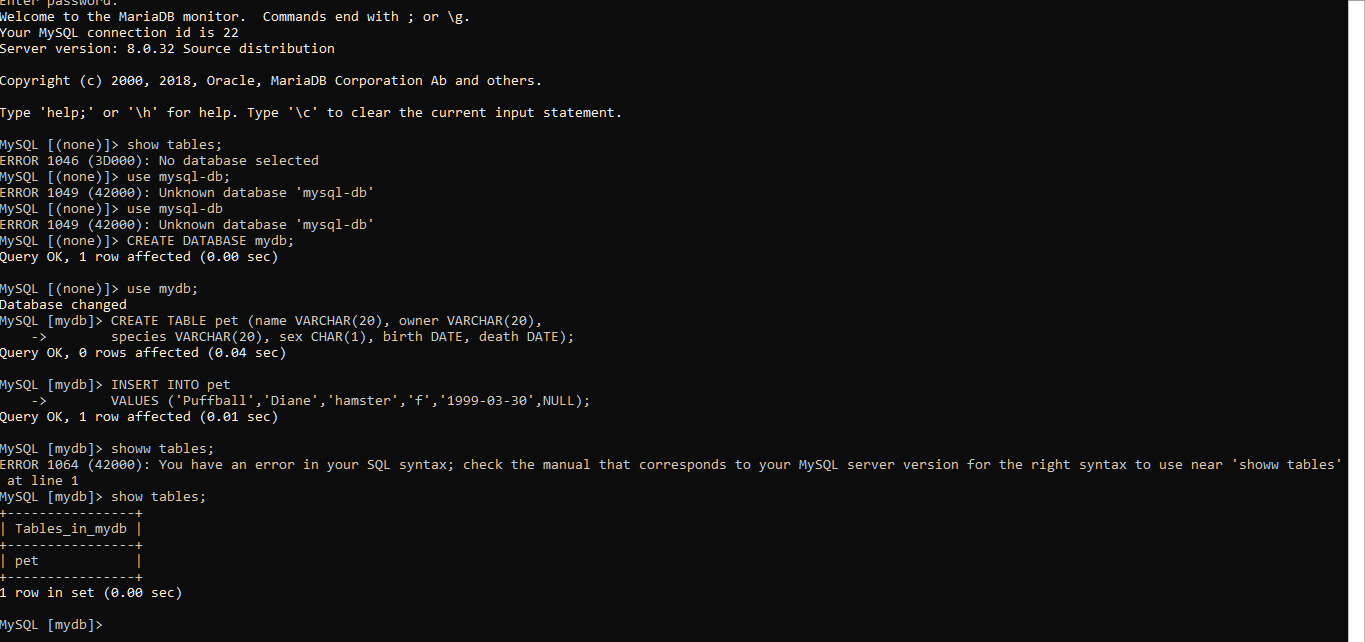 Enter password:
Welcome to the MariaDB monitor.  Commands end with ; or \g.
Your MySQL connection id is 22
Server version: 8.0.32 Source distribution

Copyright (c) 2000, 2018, Oracle, MariaDB Corporation Ab and others.

Type 'help;' or '\h' for help. Type '\c' to clear the current input statement.

MySQL [(none)]> show tables;
ERROR 1046 (3D000): No database selected
MySQL [(none)]> use mysql-db;
ERROR 1049 (42000): Unknown database 'mysql-db'
MySQL [(none)]> use mysql-db
ERROR 1049 (42000): Unknown database 'mysql-db'
MySQL [(none)]> CREATE DATABASE mydb;
Query OK, 1 row affected (0.00 sec)

MySQL [(none)]> use mydb;
Database changed
MySQL [mydb]> CREATE TABLE pet (name VARCHAR(20), owner VARCHAR(20),
    ->        species VARCHAR(20), sex CHAR(1), birth DATE, death DATE);
Query OK, 0 rows affected (0.04 sec)

MySQL [mydb]> INSERT INTO pet
    ->        VALUES ('Puffball','Diane','hamster','f','1999-03-30',NULL);
Query OK, 1 row affected (0.01 sec)

MySQL [mydb]> showw tables;
ERROR 1064 (42000): You have an error in your SQL syntax; check the manual that corresponds to your MySQL server version for the right syntax to use near 'showw tables'
 at line 1
MySQL [mydb]> show tables;
+----------------+
| Tables_in_mydb |
+----------------+
| pet            |
+----------------+
1 row in set (0.00 sec)

MySQL [mydb]>